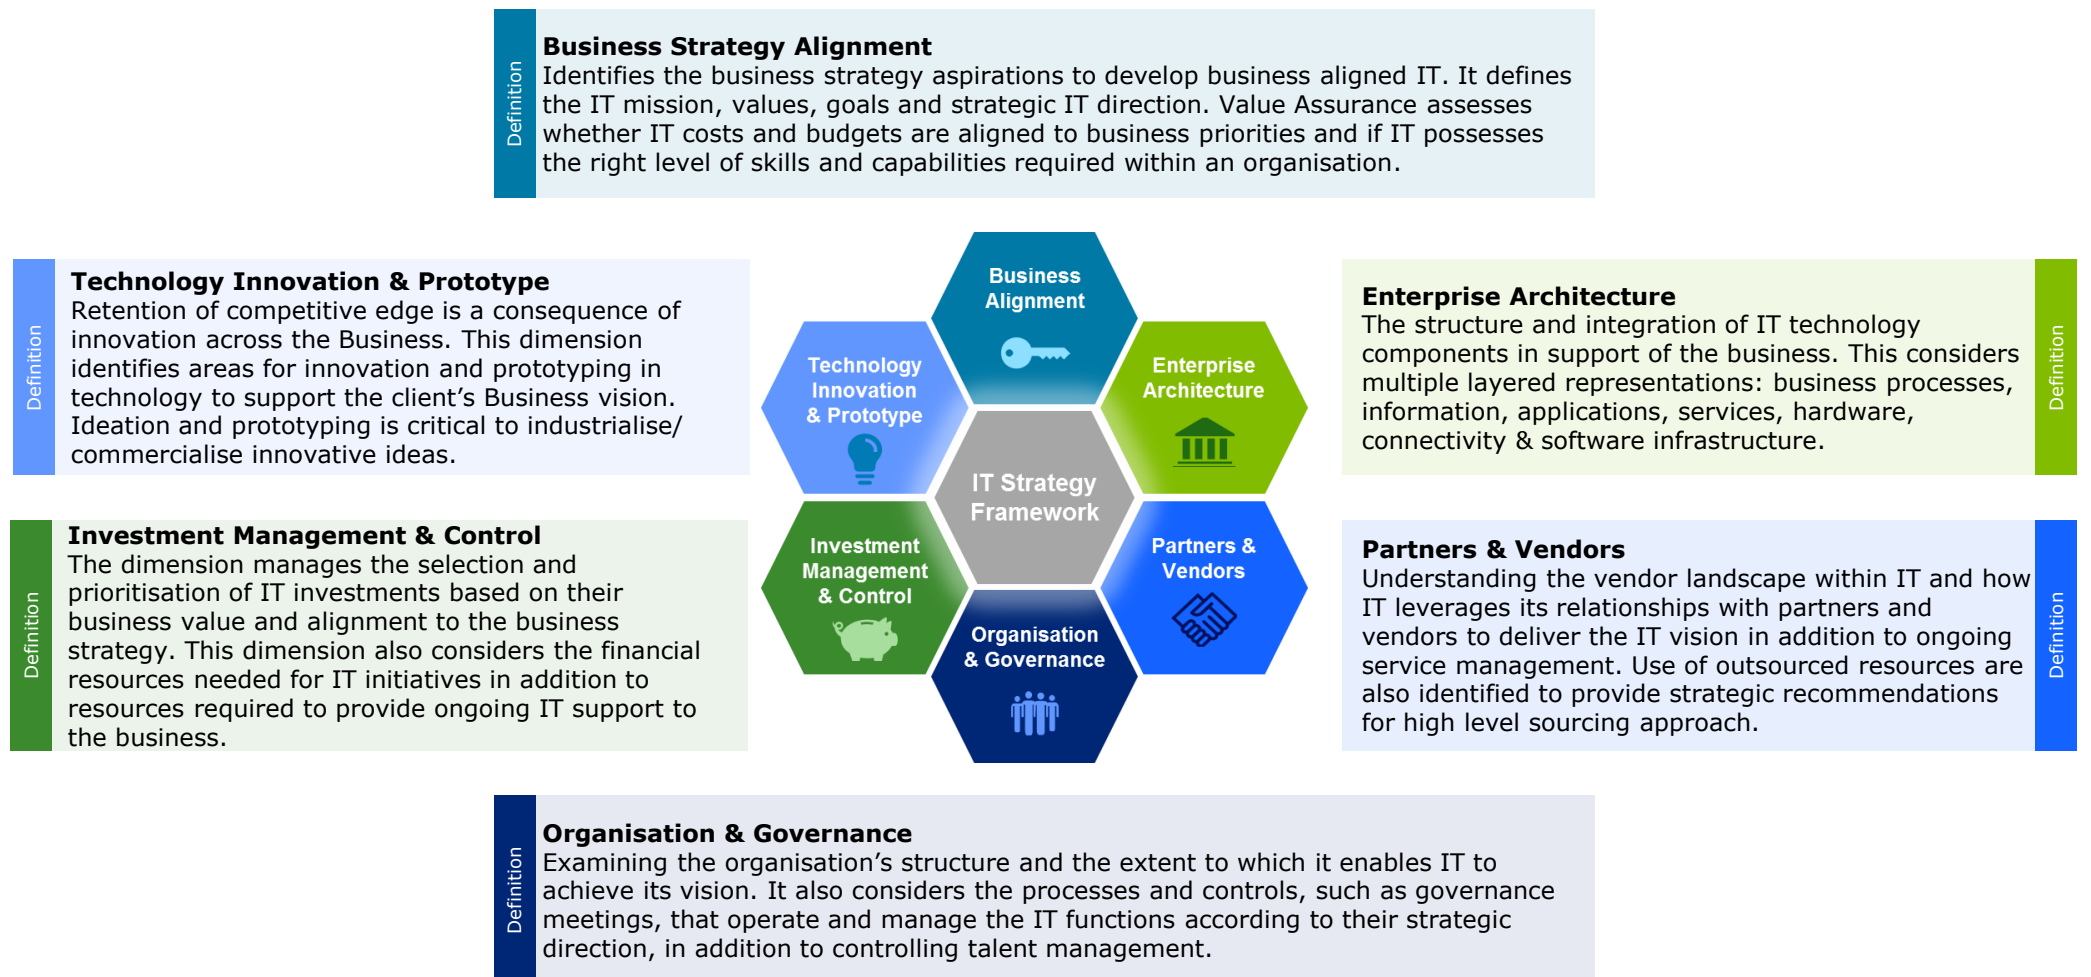 Definition
Business Strategy Alignment
Identifies the business strategy aspirations to develop business aligned IT. It defines
the IT mission, values, goals and strategic IT direction. Value Assurance assesses
whether IT costs and budgets are aligned to business priorities and if IT possesses
the right level of skills and capabilities required within an organisation.
Definition
Technology Innovation & Prototype
Retention of competitive edge is a consequence of
innovation across the Business. This dimension
identifies areas for innovation and prototyping in
technology to support the client’s Business vision.
Ideation and prototyping is critical to industrialise/
commercialise innovative ideas.
Business
Alignment
Technology
Innovation
& Prototype
Enterprise
Architecture
IT Strategy
Framework
Investment
Management
& Control
Partners &
Vendors
Organisation
& Governance
Enterprise Architecture
The structure and integration of IT technology
components in support of the business. This considers
multiple layered representations: business processes,
information, applications, services, hardware,
connectivity & software infrastructure.
Definition
Definition
Investment Management & Control
The dimension manages the selection and
prioritisation of IT investments based on their
business value and alignment to the business
strategy. This dimension also considers the financial
resources needed for IT initiatives in addition to
resources required to provide ongoing IT support to
the business.
Partners & Vendors
Understanding the vendor landscape within IT and how
IT leverages its relationships with partners and
vendors to deliver the IT vision in addition to ongoing
service management. Use of outsourced resources are
also identified to provide strategic recommendations
for high level sourcing approach.
Definition
Definition
Organisation & Governance
Examining the organisation’s structure and the extent to which it enables IT to
achieve its vision. It also considers the processes and controls, such as governance
meetings, that operate and manage the IT functions according to their strategic
direction, in addition to controlling talent management.